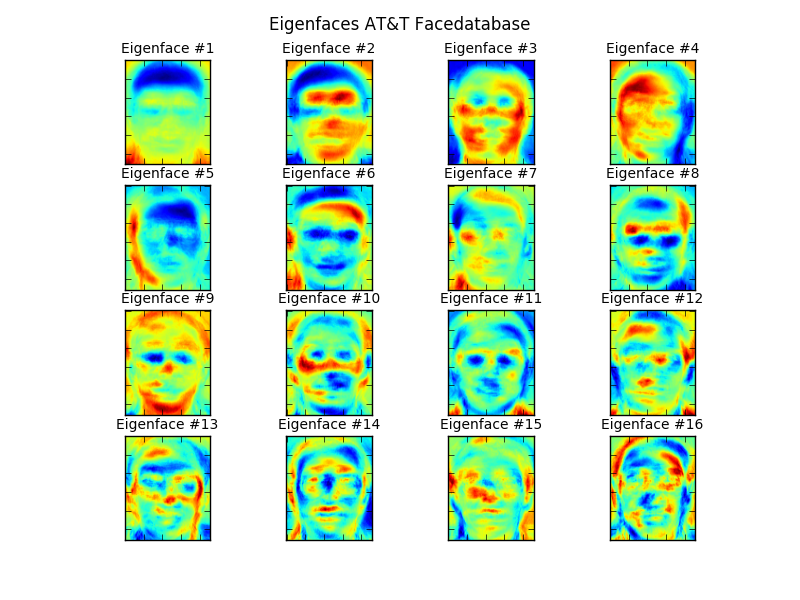 Eigenfaces AT&T Facedatabase
Eigenface #1
Eigenface #2
Eigenface #3
Eigenface #4
Eigenface #5
Eigenface #6
Eigenface #7
Eigenface #8
Eigenface #9
Eigenface #10
Eigenface #11
Eigenface #12
Eigenface #13
Eigenface #14
Eigenface #15
Eigenface #16